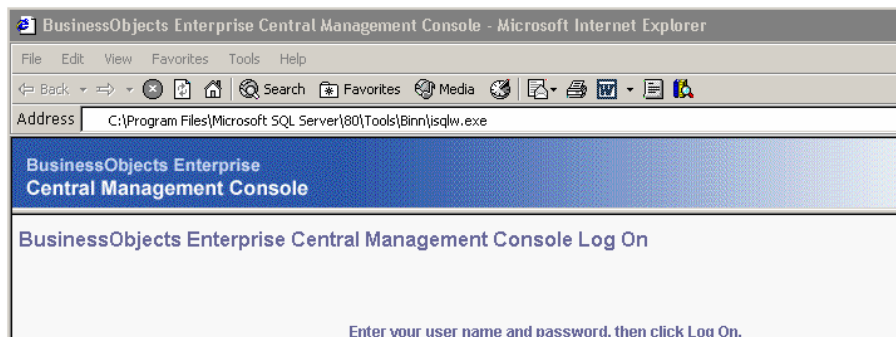 BusinessObjects Enterprise Central Management Console - Microsoft Internet Explorer
File Edit View Favorites Tools Help
Back Search Favorites Media
Address C:\Program Files\Microsoft SQL Server\80\Tools\Binn\isqlw.exe
BusinessObjects Enterprise
Central Management Console
BusinessObjects Enterprise Central Management Console Log On
Enter your user name and password, then click Log On.